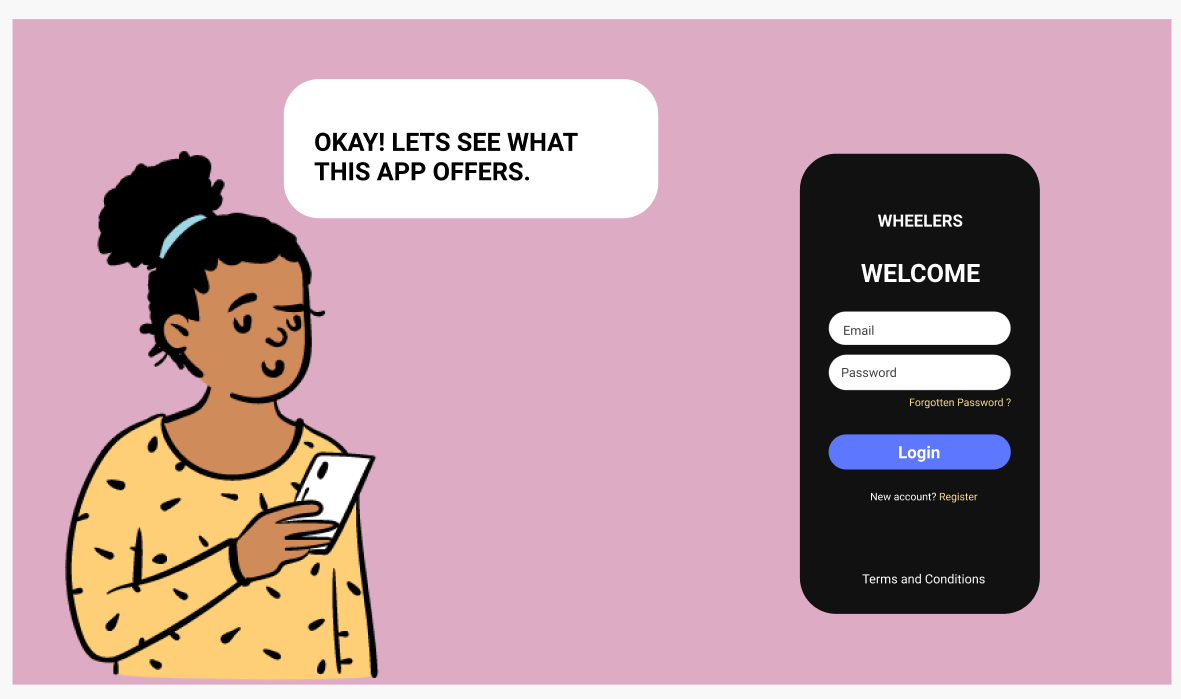 OKAY! LETS SEE WHAT
THIS APP OFFERS.
WHEELERS
WELCOME
Email
Password
Forgotten Password ?
Login
New account? Register
Terms and Conditions